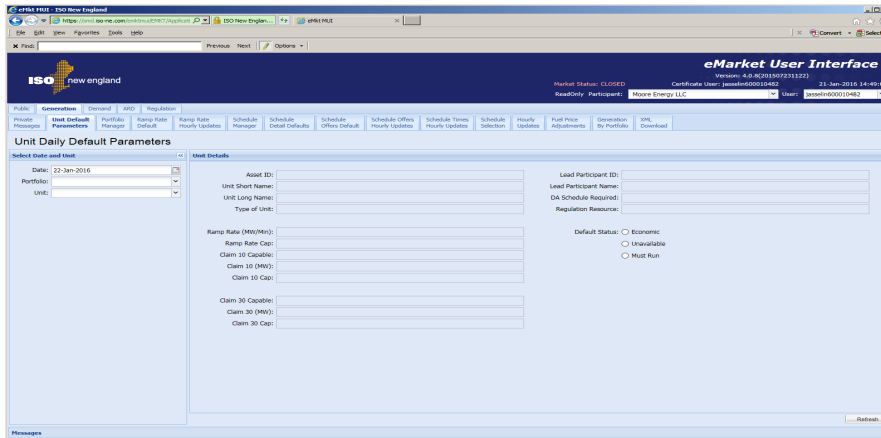 eMkt MUI - ISO New England
iso-ne.com
ISO New Englan...
eMkt MUI
File Edit View Favorites Tools Help
Convert
Select
Find:
Previous Next Options
ISO new england
eMarket User Interface
Version: 4.0.8(201507231122)
Market Status: CLOSED
Certificate User: jasselin600010482
21-Jan-2016 14:49:
ReadOnly Participant: Moore Energy LLC
User: jasselin600010482
Public Generation Demand ARD Regulation
Private Messages
Unit Default Parameters
Portfolio Manager
Ramp Rate Default
Ramp Rate Hourly Updates
Schedule Manager
Schedule Detail Defaults
Schedule Offers Default
Schedule Offers Hourly Updates
Schedule Times Hourly Updates
Schedule Selection
Hourly Updates
Fuel Price Adjustments
Generation By Portfolio
XML Download
Unit Daily Default Parameters
Select Date and Unit
Date: 22-Jan-2016
Portfolio:
Unit:
Unit Details
Asset ID:
Unit Short Name:
Unit Long Name:
Type of Unit:
Ramp Rate (MW/Min):
Ramp Rate Cap:
Claim 10 Capable:
Claim 10 (MW):
Claim 10 Cap:
Claim 30 Capable:
Claim 30 (MW):
Claim 30 Cap:
Lead Participant ID:
Lead Participant Name:
DA Schedule Required:
Regulation Resource:
Default Status: Economic
Unavailable
Must Run
Refresh
Messages